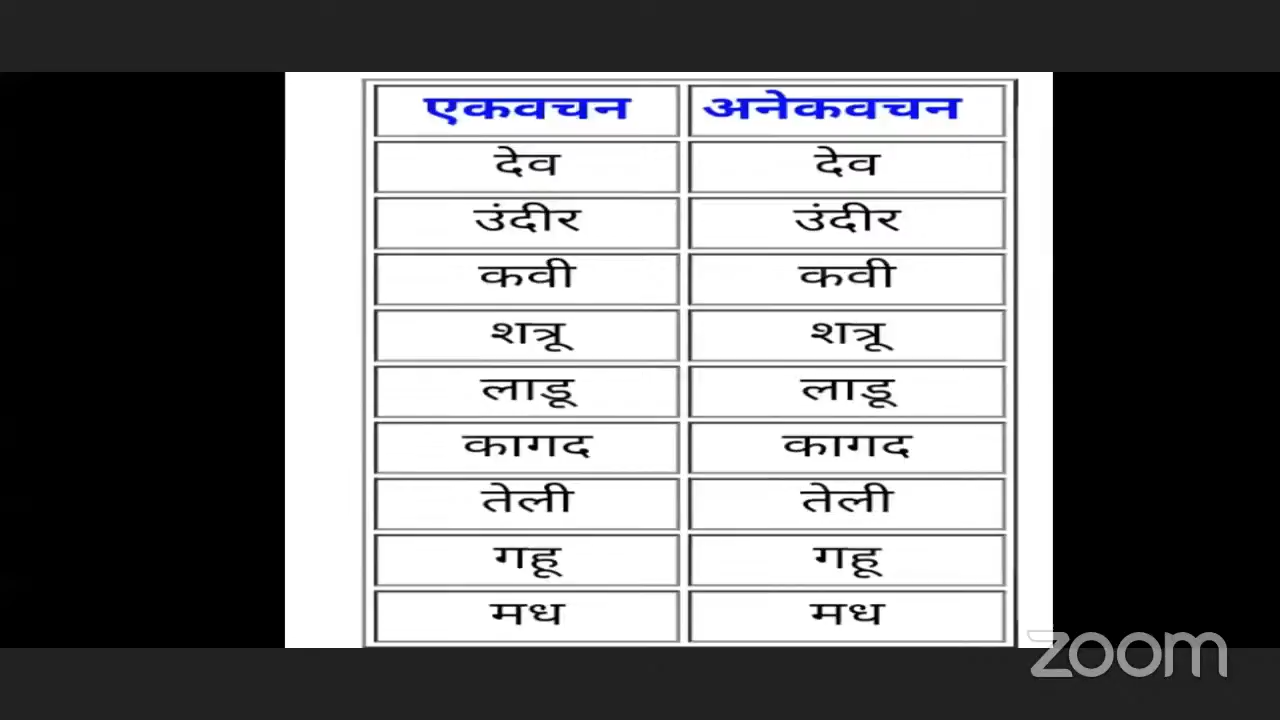 एकवचन अनेकवचन
देव देव
उंदीर उंदीर
कवी कवी
शत्रू शत्रू
लाडू लाडू
कागद कागद
तेली तेली
गहू गहू
मध मध
zoom